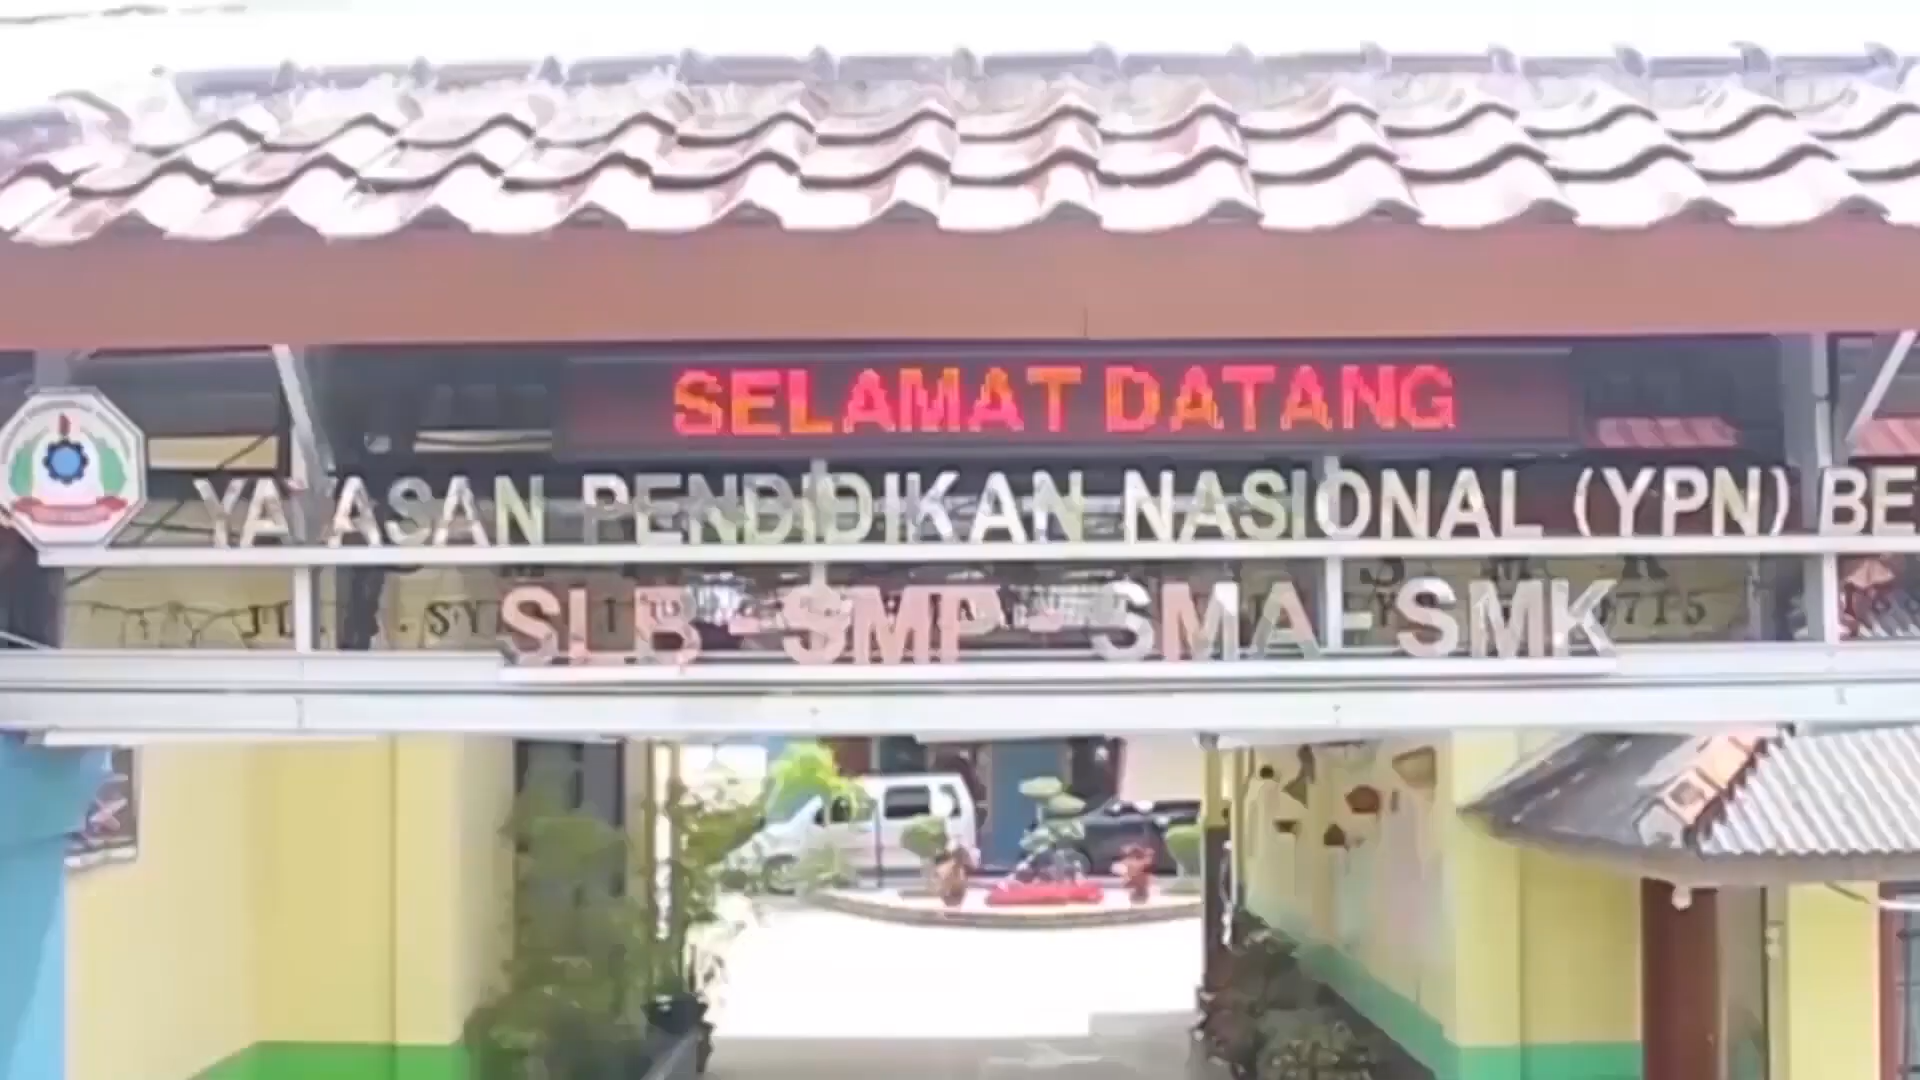 SELAMAT DATANG
YAYASAN PENDIDIKAN NASIONAL (YPN) BE
SLB - SMP - SMA - SMK